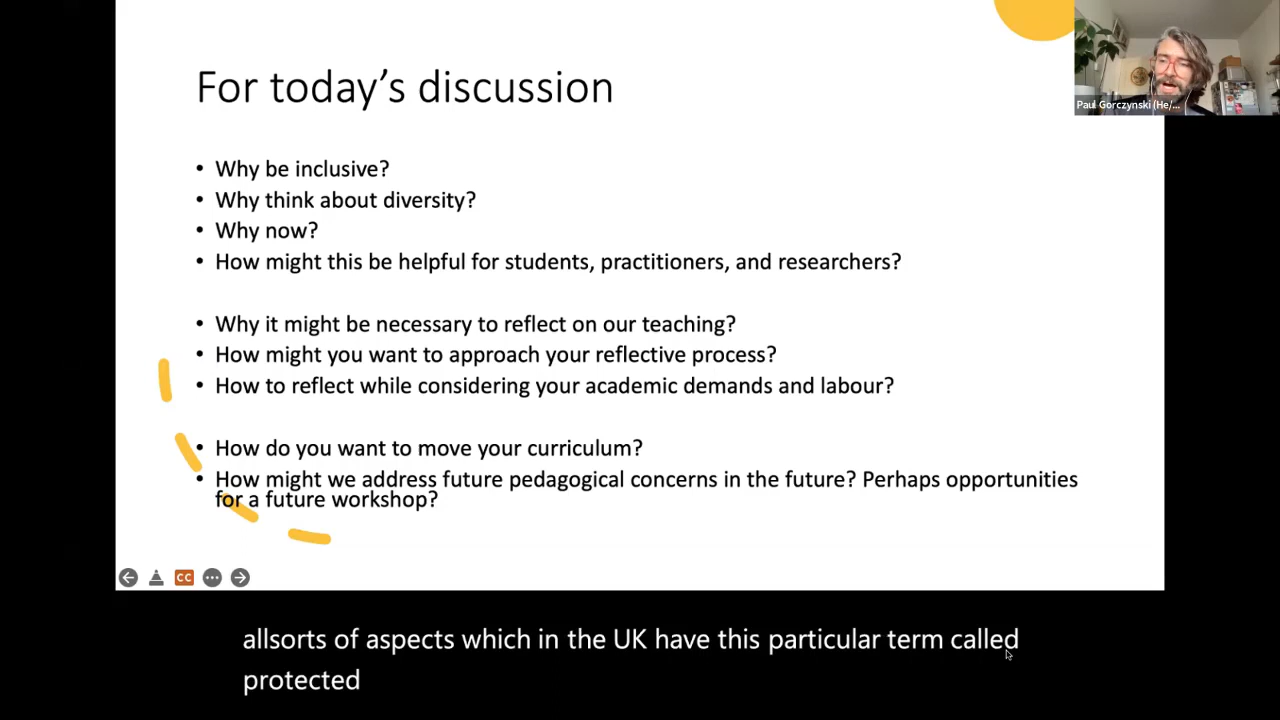 For today's discussion
Paul Gorczynski (He/...
• Why be inclusive?
• Why think about diversity?
• Why now?
• How might this be helpful for students, practitioners, and researchers?
• Why it might be necessary to reflect on our teaching?
• How might you want to approach your reflective process?
• How to reflect while considering your academic demands and labour?
• How do you want to move your curriculum?
• How might we address future pedagogical concerns in the future? Perhaps opportunities
for a future workshop?
CC
allsorts of aspects which in the UK have this particular term called
protected